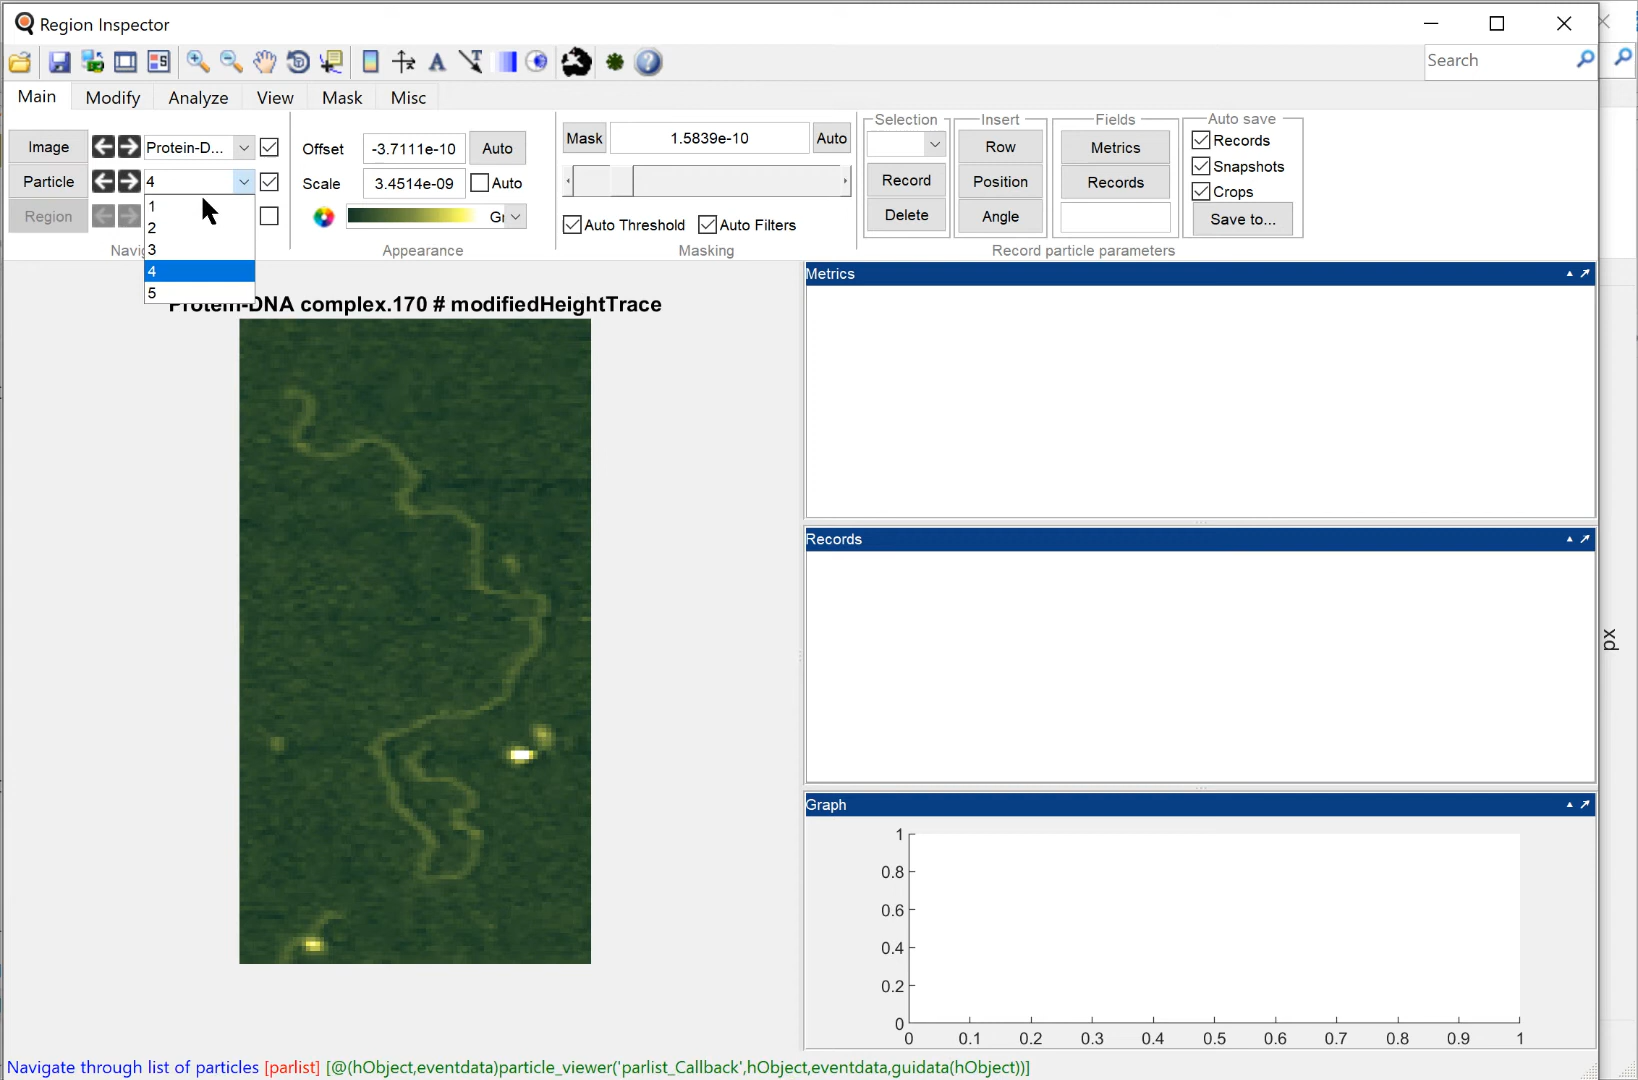 Region Inspector
Search
Main Modify Analyze View Mask Misc
Image Protein-D...
Particle 4
Region
1
2
3
4
5
Offset -3.7111e-10 Auto
Scale 3.4514e-09 Auto
Appearance
Mask 1.5839e-10 Auto
Auto Threshold Auto Filters
Masking
Selection
Record
Delete
Insert
Row
Position
Angle
Fields
Metrics
Records
Record particle parameters
Auto save
Records
Snapshots
Crops
Save to...
Protein-DNA complex.170 # modifiedHeightTrace
Metrics
Records
Graph
1
0.8
0.6
0.4
0.2
0
0 0.1 0.2 0.3 0.4 0.5 0.6 0.7 0.8 0.9 1
px
Navigate through list of particles [parlist] [@(hObject,eventdata)particle_viewer('parlist_Callback',hObject,eventdata,guidata(hObject))]